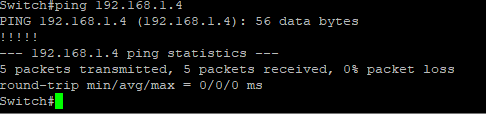 Switch#ping 192.168.1.4
PING 192.168.1.4 (192.168.1.4): 56 data bytes
!!!!!
--- 192.168.1.4 ping statistics ---
5 packets transmitted, 5 packets received, 0% packet loss
round-trip min/avg/max = 0/0/0 ms
Switch#